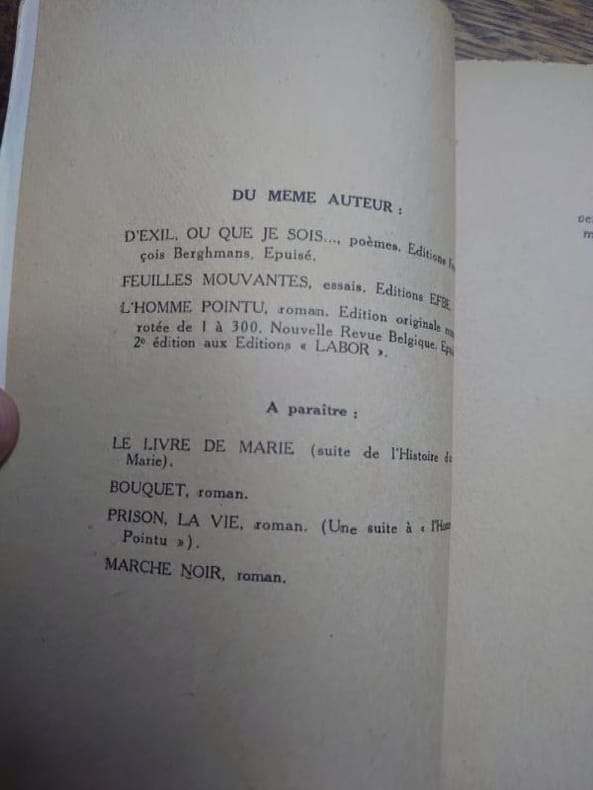 DU MEME AUTEUR :
D'EXIL, OU QUE JE SOIS..., poèmes. Editions
çois Berghmans. Epuisé.
FEUILLES MOUVANTES, essais. Editions EFBE.
L'HOMME POINTU, roman. Edition originale
rotée de 1 à 300. Nouvelle Revue Belgique.
2e édition aux Editions « LABOR ».
A paraître :
LE LIVRE DE MARIE (suite de l'Histoire
Marie).
BOUQUET, roman.
PRISON, LA VIE, roman. (Une suite à «
Pointu »).
MARCHE NOIR, roman.